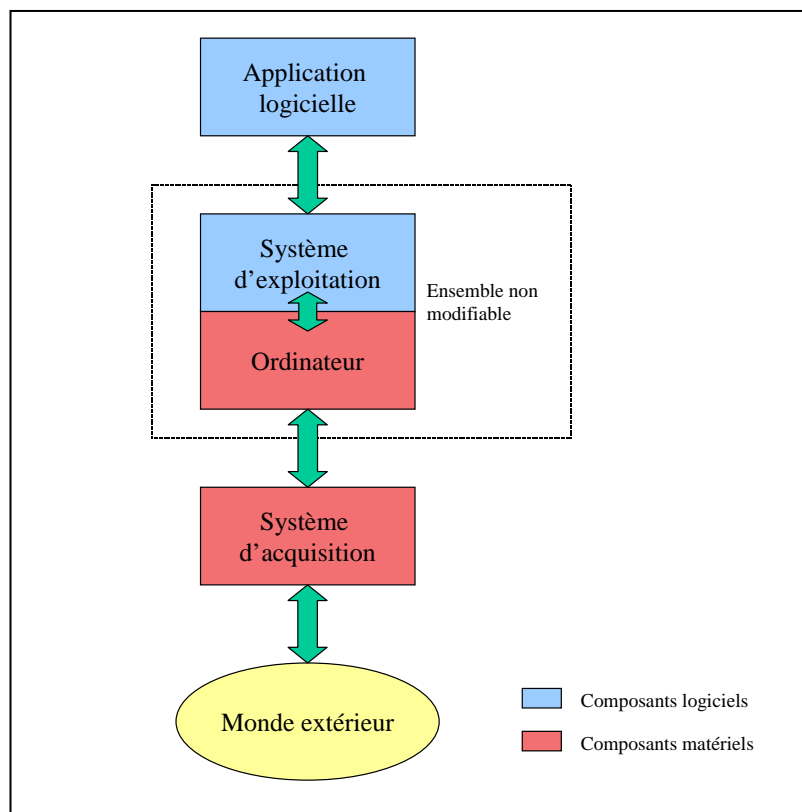 Application
logicielle
Système
d’exploitation
Ensemble non
modifiable
Ordinateur
Système
d’acquisition
Monde extérieur
Composants logiciels
Composants matériels